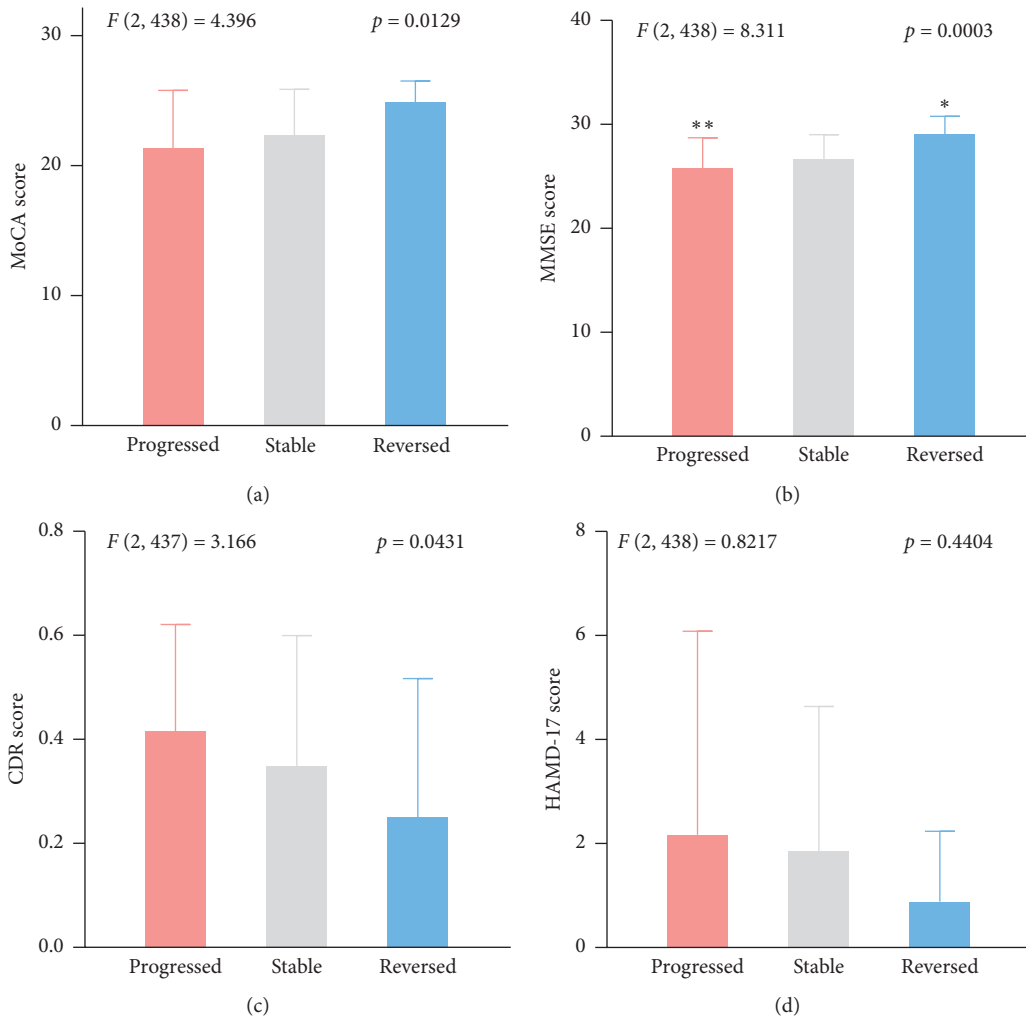 F (2, 438) = 4.396 p = 0.0129
30
20
10
0
MoCA score
Progressed Stable Reversed
(a)
F (2, 438) = 8.311 p = 0.0003
40
30
20
10
0
MMSE score
** *
Progressed Stable Reversed
(b)
F (2, 437) = 3.166 p = 0.0431
0.8
0.6
0.4
0.2
0.0
CDR score
Progressed Stable Reversed
(c)
F (2, 438) = 0.8217 p = 0.4404
8
6
4
2
0
HAMD-17 score
Progressed Stable Reversed
(d)